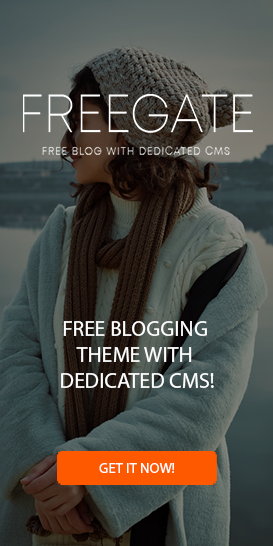 FREEGATE
FREE BLOG WITH DEDICATED CMS
FREE BLOGGING
THEME WITH
DEDICATED CMS!
GET IT NOW!